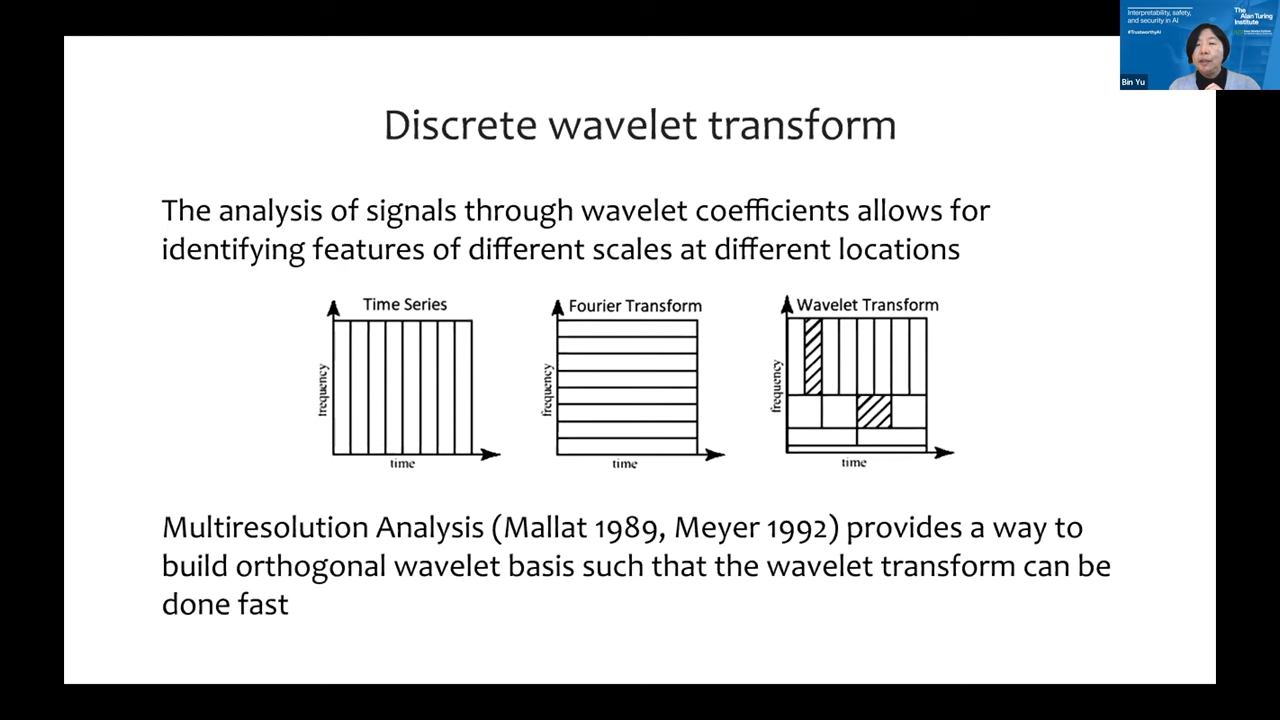 Interpretability, safety,
and security in AI
#TrustworthyAI
The
Alan Turing
Institute
Bin Yu
Discrete wavelet transform
The analysis of signals through wavelet coefficients allows for
identifying features of different scales at different locations
Time Series
frequency
time
Fourier Transform
frequency
time
Wavelet Transform
frequency
time
Multiresolution Analysis (Mallat 1989, Meyer 1992) provides a way to
build orthogonal wavelet basis such that the wavelet transform can be
done fast